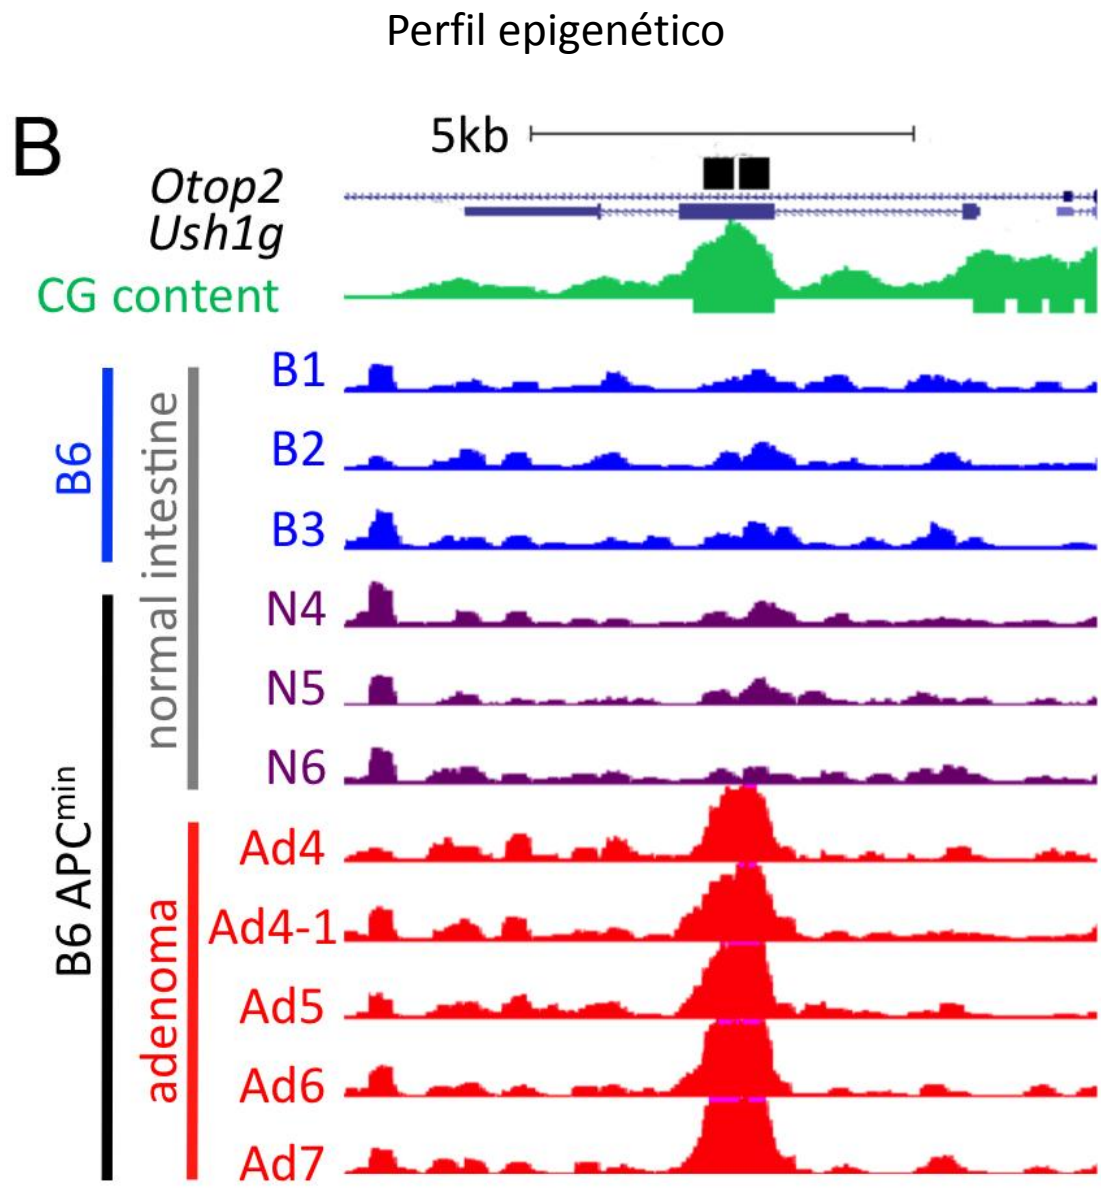 Perfil epigenético
B
5kb
Otop2
Ush1g
CG content
B6
normal intestine
B1
B2
B3
N4
N5
N6
B6 APCmin
adenoma
Ad4
Ad4-1
Ad5
Ad6
Ad7